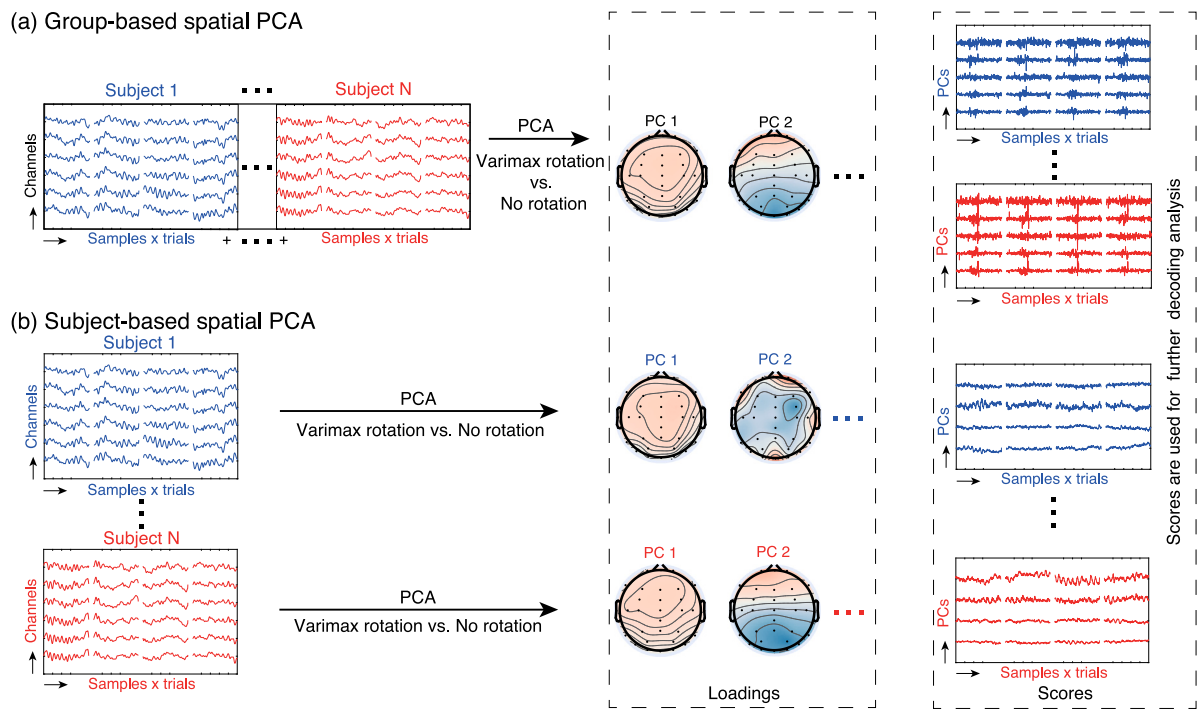 (a) Group-based spatial PCA
Subject 1
Subject N
Channels
Samples x trials
+
+
Samples x trials
PCA
Varimax rotation
vs.
No rotation
PC 1
PC 2
PCs
Samples x trials
PCs
Samples x trials
(b) Subject-based spatial PCA
Subject 1
Channels
Samples x trials
PCA
Varimax rotation vs. No rotation
PC 1
PC 2
PCs
Samples x trials
Subject N
Channels
Samples x trials
PCA
Varimax rotation vs. No rotation
PC 1
PC 2
PCs
Samples x trials
Loadings
Scores
Scores are used for further decoding analysis